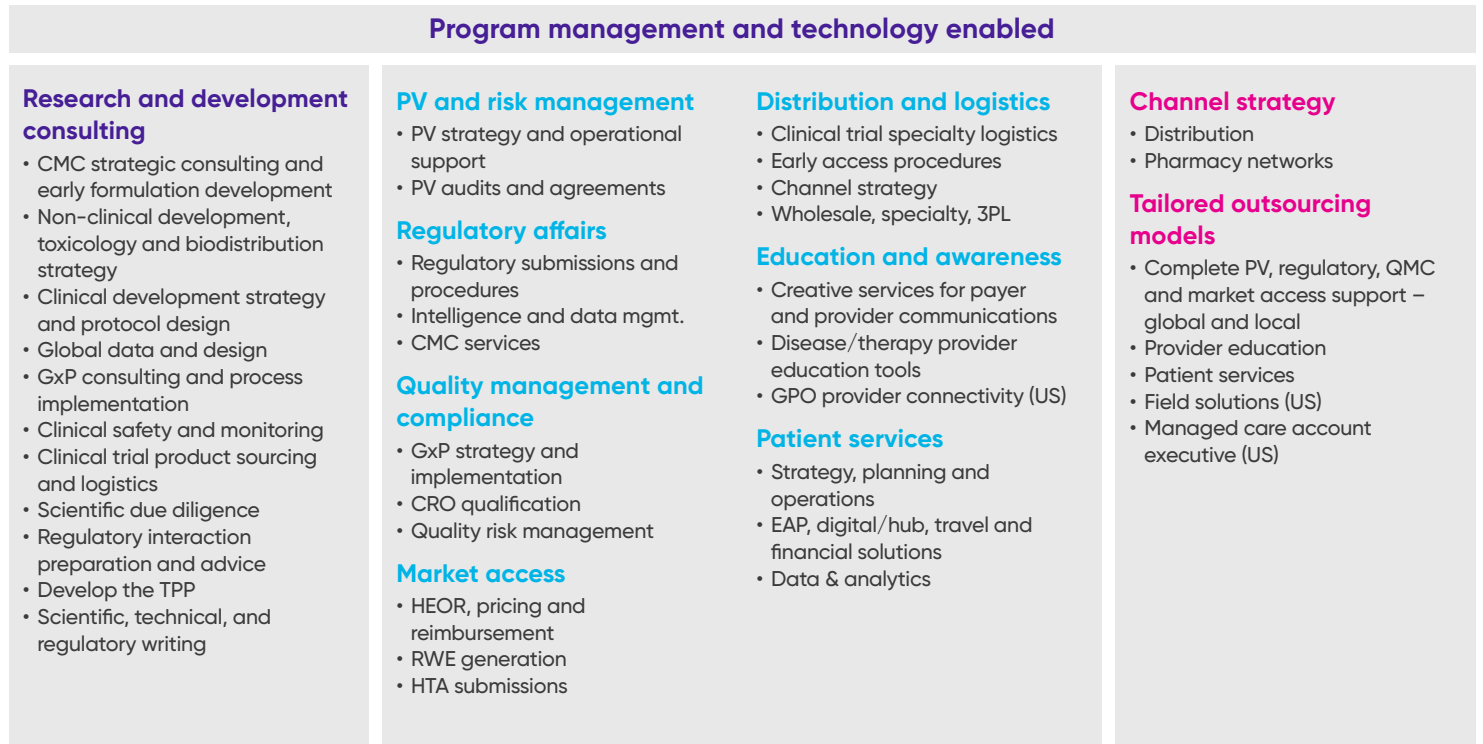 Program management and technology enabled
Research and development
consulting
• CMC strategic consulting and
early formulation development
• Non-clinical development,
toxicology and biodistribution
strategy
• Clinical development strategy
and protocol design
• Global data and design
• GxP consulting and process
implementation
• Clinical safety and monitoring
• Clinical trial product sourcing
and logistics
• Scientific due diligence
• Regulatory interaction
preparation and advice
• Develop the TPP
• Scientific, technical, and
regulatory writing
PV and risk management
• PV strategy and operational
support
• PV audits and agreements
Regulatory affairs
• Regulatory submissions and
procedures
• Intelligence and data mgmt.
• CMC services
Quality management and
compliance
• GxP strategy and
implementation
• CRO qualification
• Quality risk management
Market access
• HEOR, pricing and
reimbursement
• RWE generation
• HTA submissions
Distribution and logistics
• Clinical trial specialty logistics
• Early access procedures
• Channel strategy
• Wholesale, specialty, 3PL
Education and awareness
• Creative services for payer
and provider communications
• Disease/therapy provider
education tools
• GPO provider connectivity (US)
Patient services
• Strategy, planning and
operations
• EAP, digital/hub, travel and
financial solutions
• Data & analytics
Channel strategy
• Distribution
• Pharmacy networks
Tailored outsourcing
models
• Complete PV, regulatory, QMC
and market access support –
global and local
• Provider education
• Patient services
• Field solutions (US)
• Managed care account
executive (US)